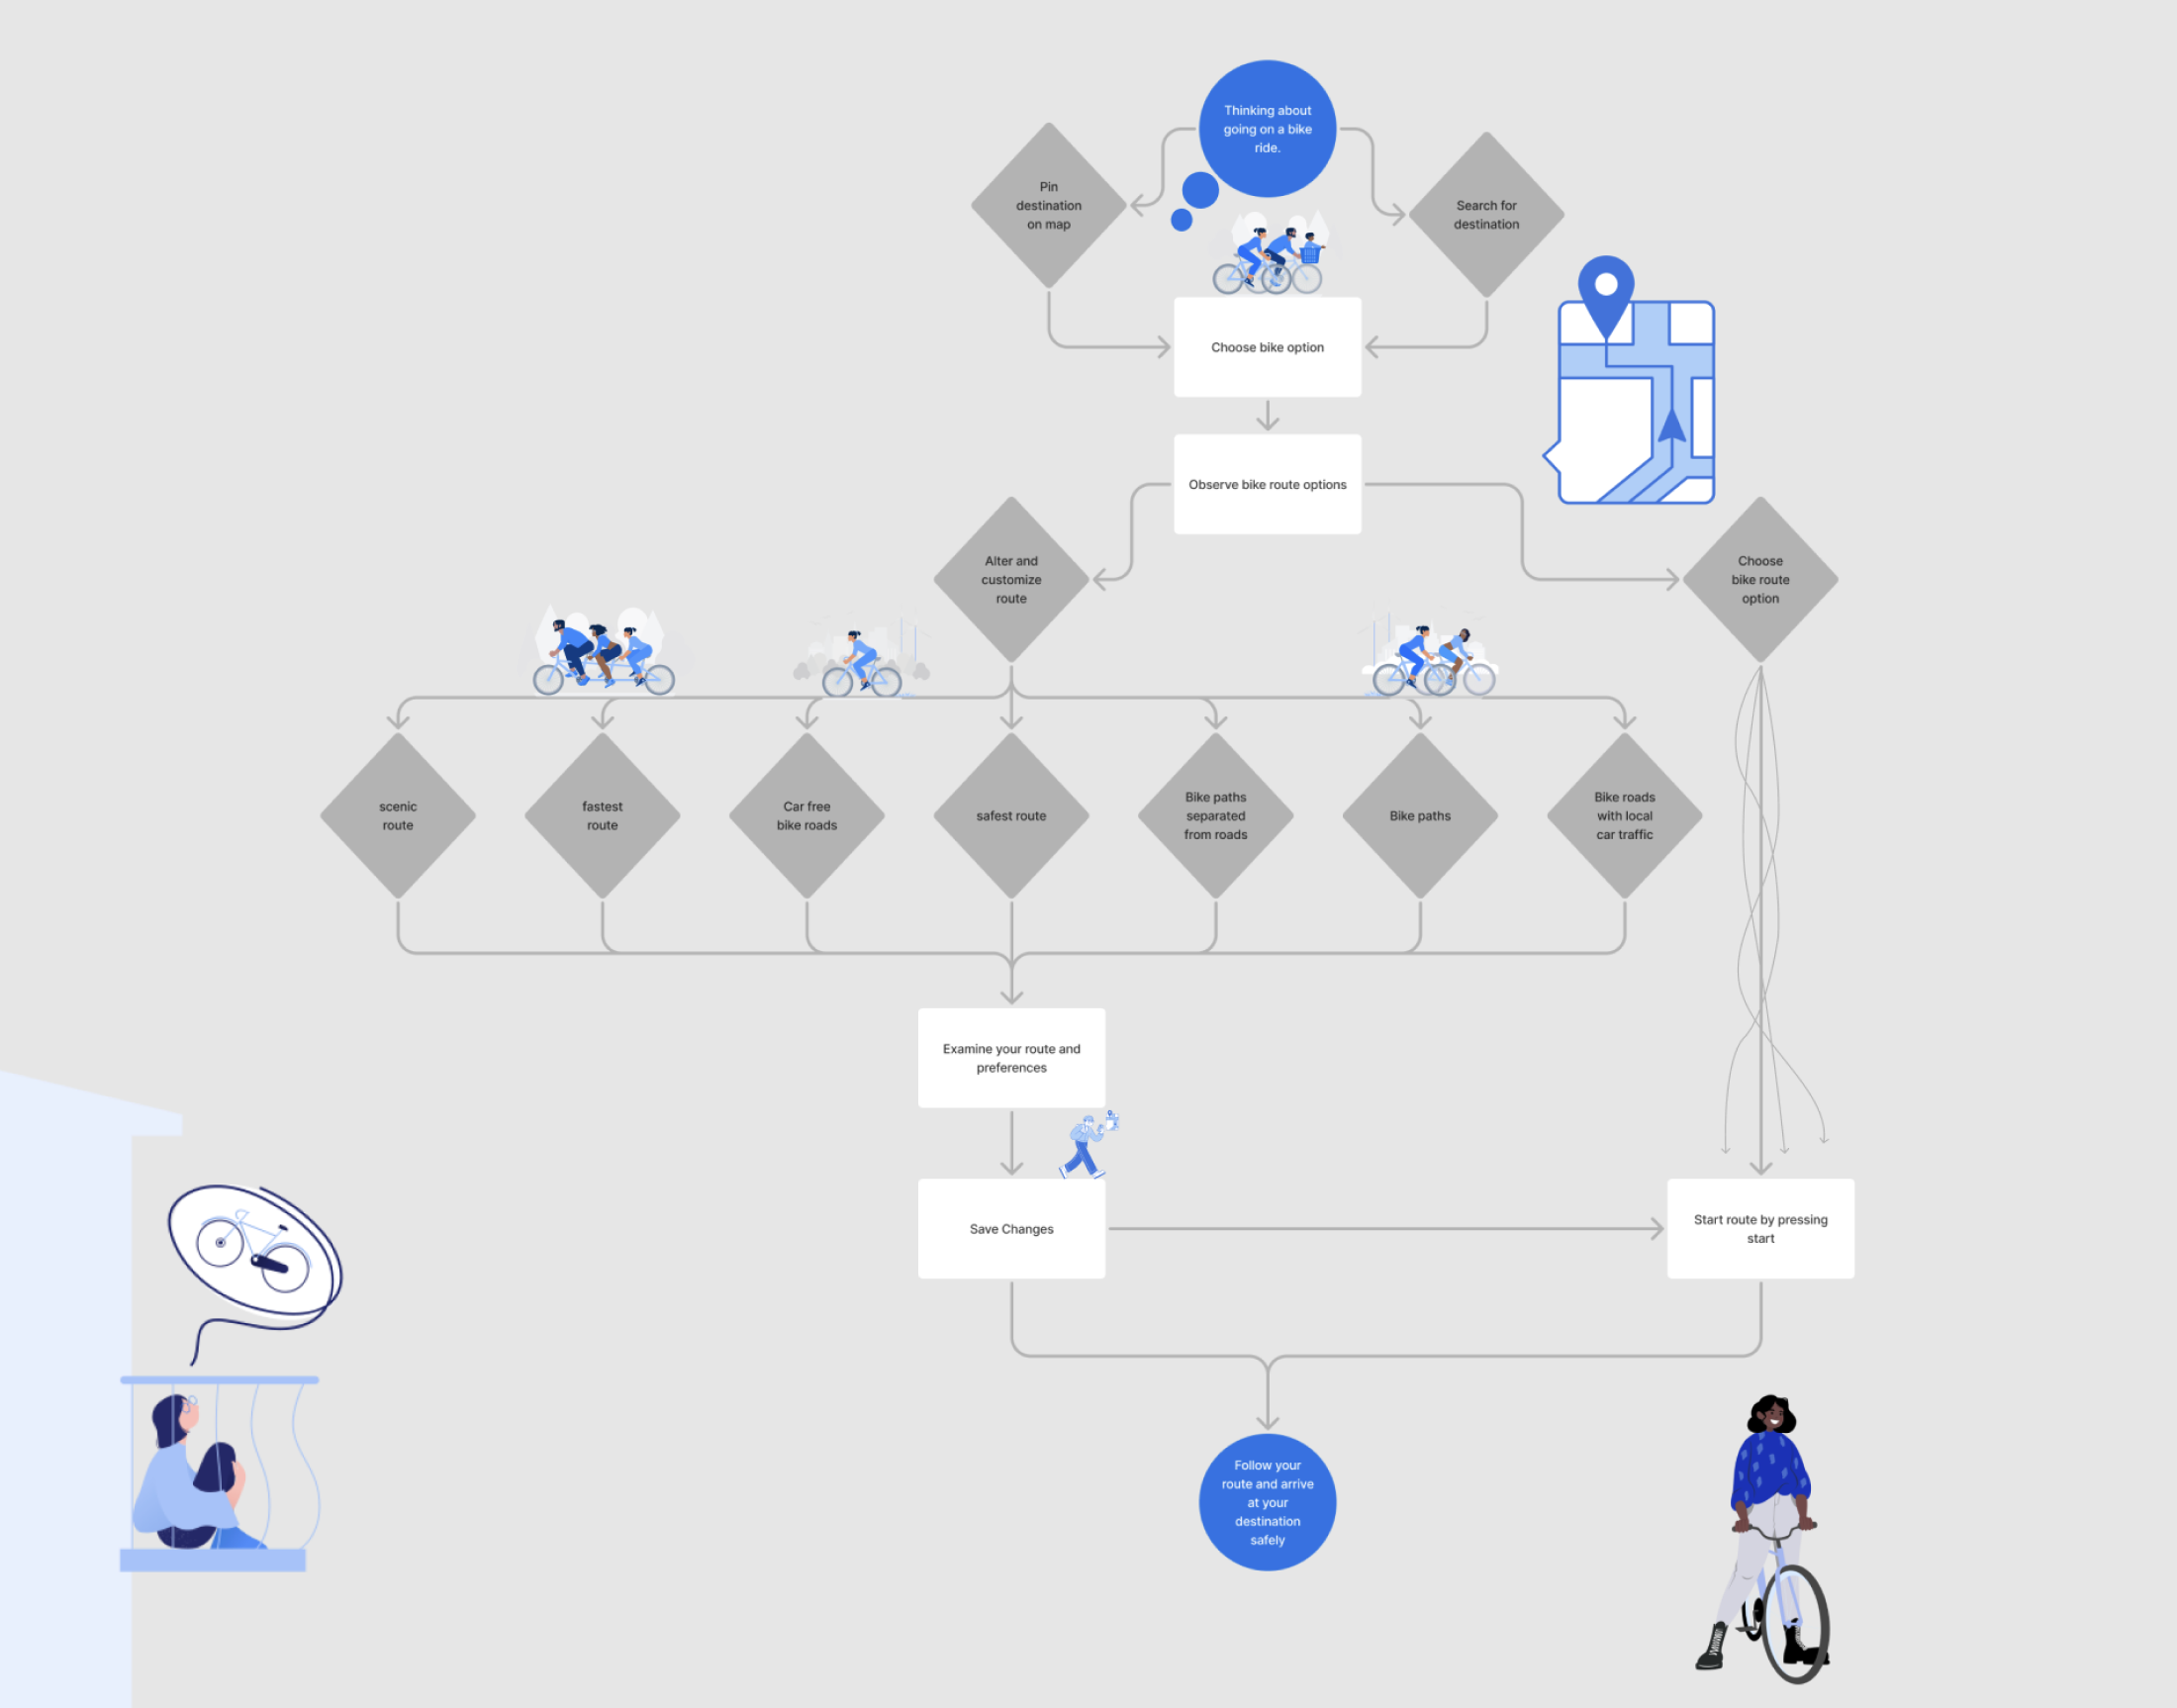 Thinking about
going on a bike
ride.
Pin
destination
on map
Search for
destination
Choose bike option
Observe bike route options
Alter and
customize
route
Choose
bike route
option
scenic
route
fastest
route
Car free
bike roads
safest route
Bike paths
separated
from roads
Bike paths
Bike roads
with local
car traffic
Examine your route and
preferences
Save Changes
Start route by pressing
start
Follow your
route and arrive
at your
destination
safely